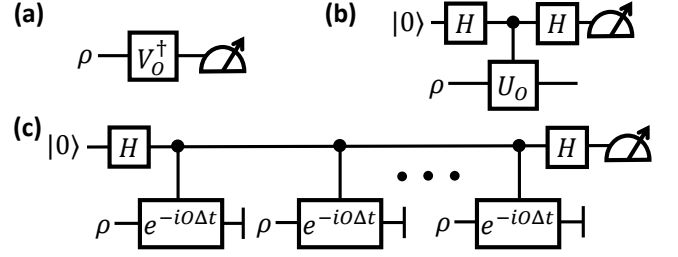 (a)
ρ V_O^†
(b)
|0⟩ H H
ρ U_O
(c)
|0⟩ H • • • H
ρ e^{-iOΔt} ρ e^{-iOΔt} ρ e^{-iOΔt}